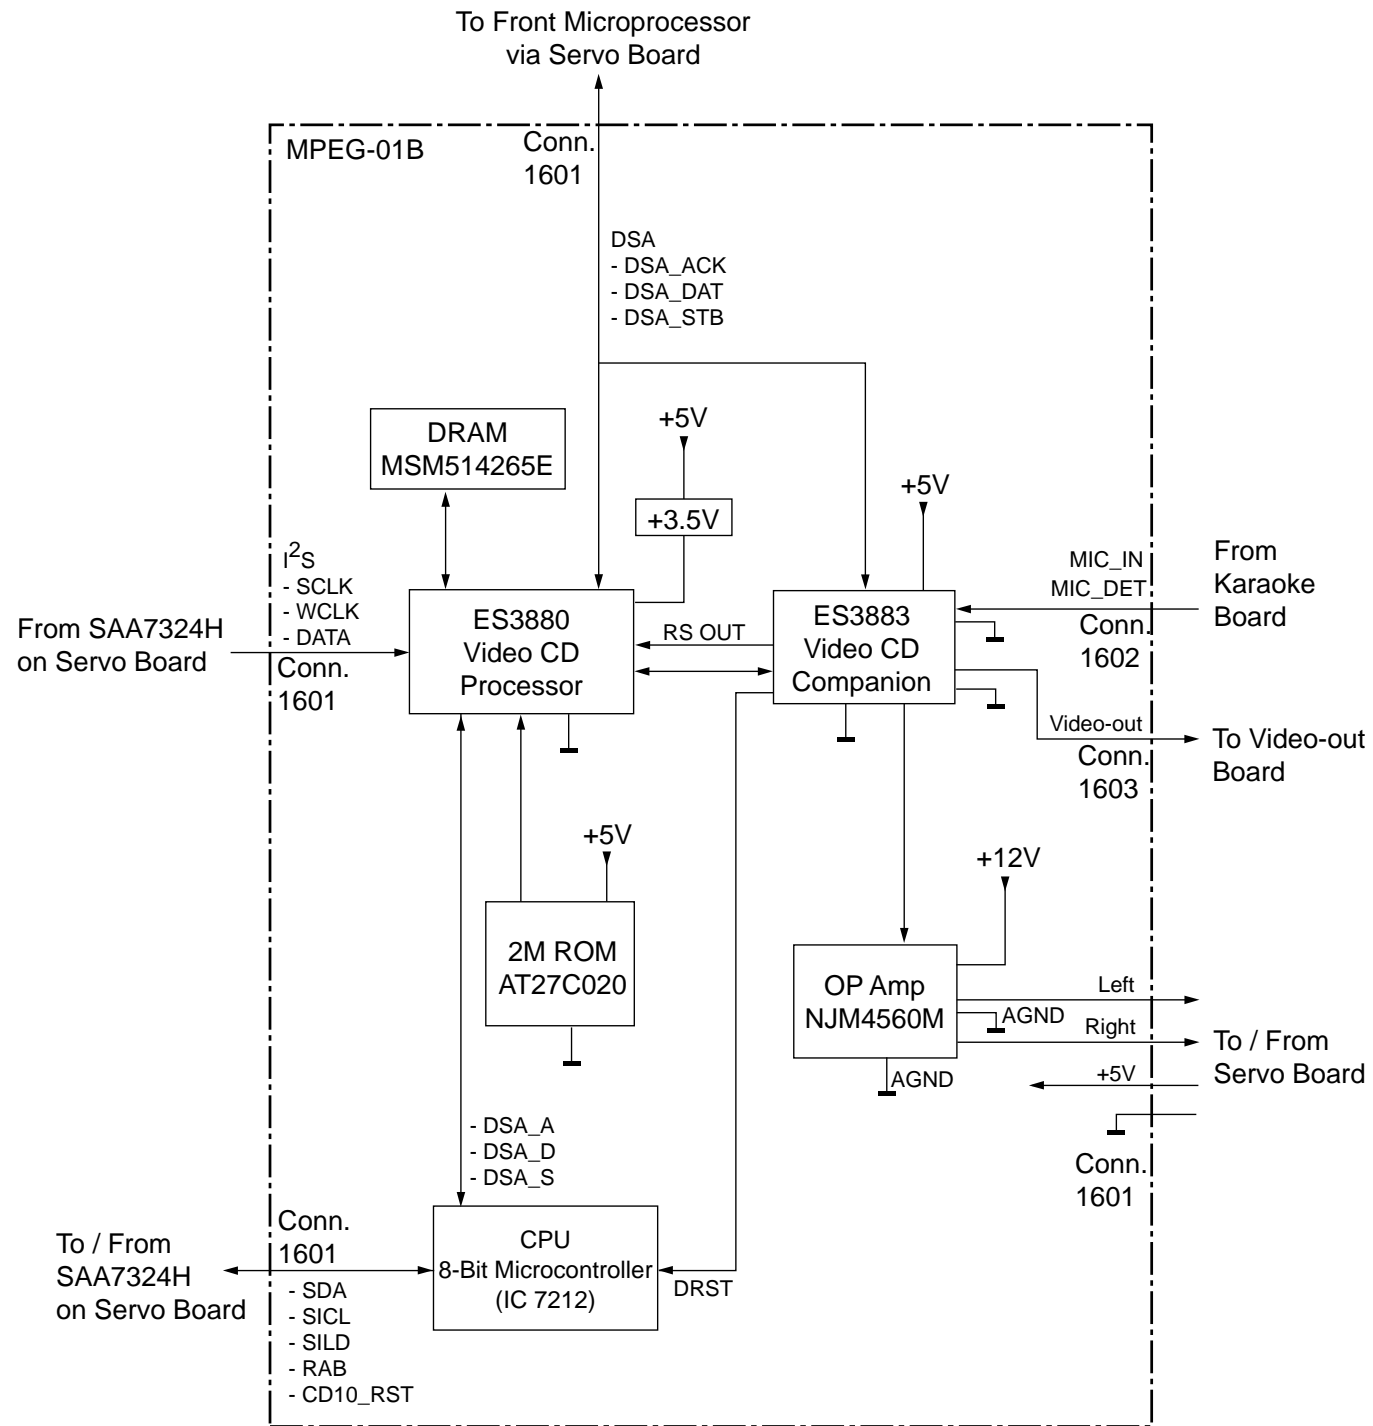 To Front Microprocessor
via Servo Board
MPEG-01B
Conn.
1601
DSA
- DSA_ACK
- DSA_DAT
- DSA_STB
DRAM
MSM514265E
+5V
+3.5V
+5V
I2S
- SCLK
- WCLK
- DATA
From SAA7324H
on Servo Board
Conn.
1601
ES3880
Video CD
Processor
RS OUT
ES3883
Video CD
Companion
MIC_IN
MIC_DET
Conn.
1602
From
Karaoke
Board
Video-out
Conn.
1603
To Video-out
Board
+5V
2M ROM
AT27C020
+12V
OP Amp
NJM4560M
Left
AGND
Right
AGND
+5V
To / From
Servo Board
Conn.
1601
- DSA_A
- DSA_D
- DSA_S
To / From
SAA7324H
on Servo Board
Conn.
1601
- SDA
- SICL
- SILD
- RAB
- CD10_RST
CPU
8-Bit Microcontroller
(IC 7212)
DRST